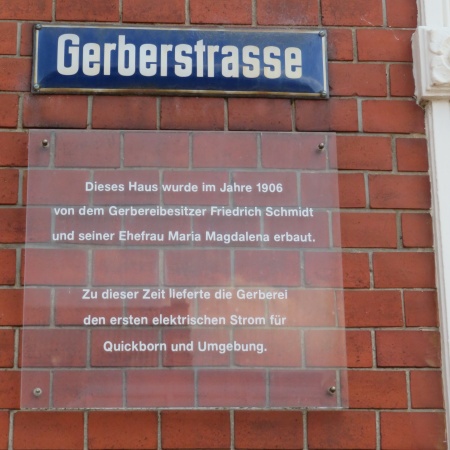 Gerberstrasse
Dieses Haus wurde im Jahre 1906
von dem Gerbereibesitzer Friedrich Schmidt
und seiner Ehefrau Maria Magdalena erbaut.
Zu dieser Zeit lieferte die Gerberei
den ersten elektrischen Strom für
Quickborn und Umgebung.